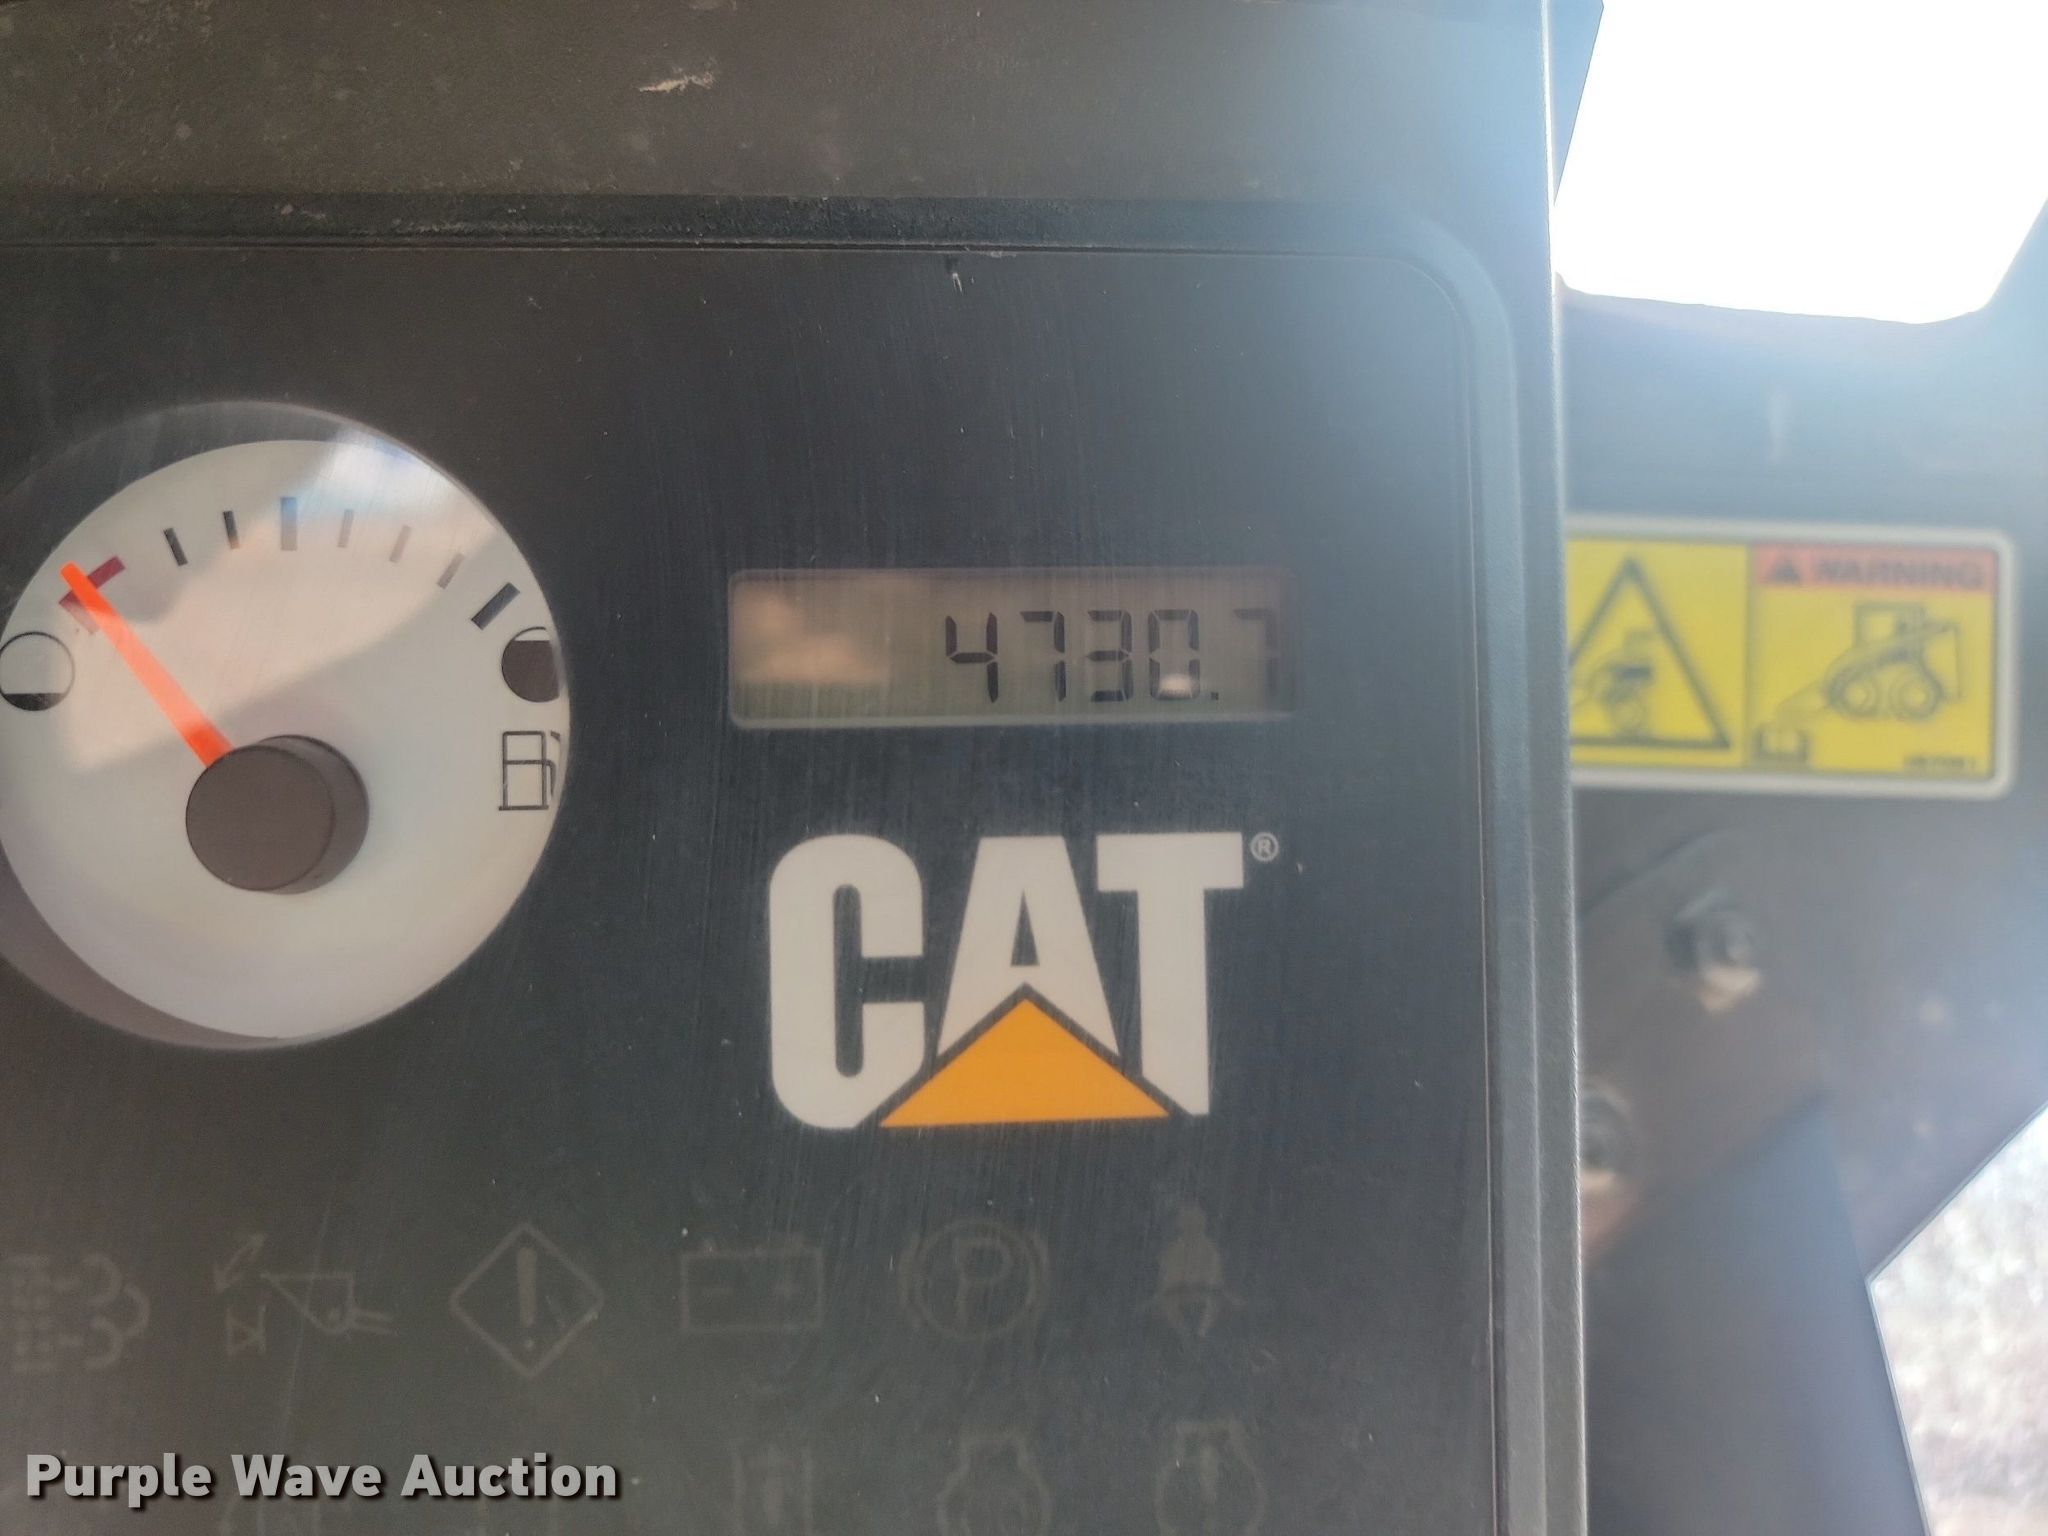 4730.7
WARNING
CAT®
P
Purple Wave Auction